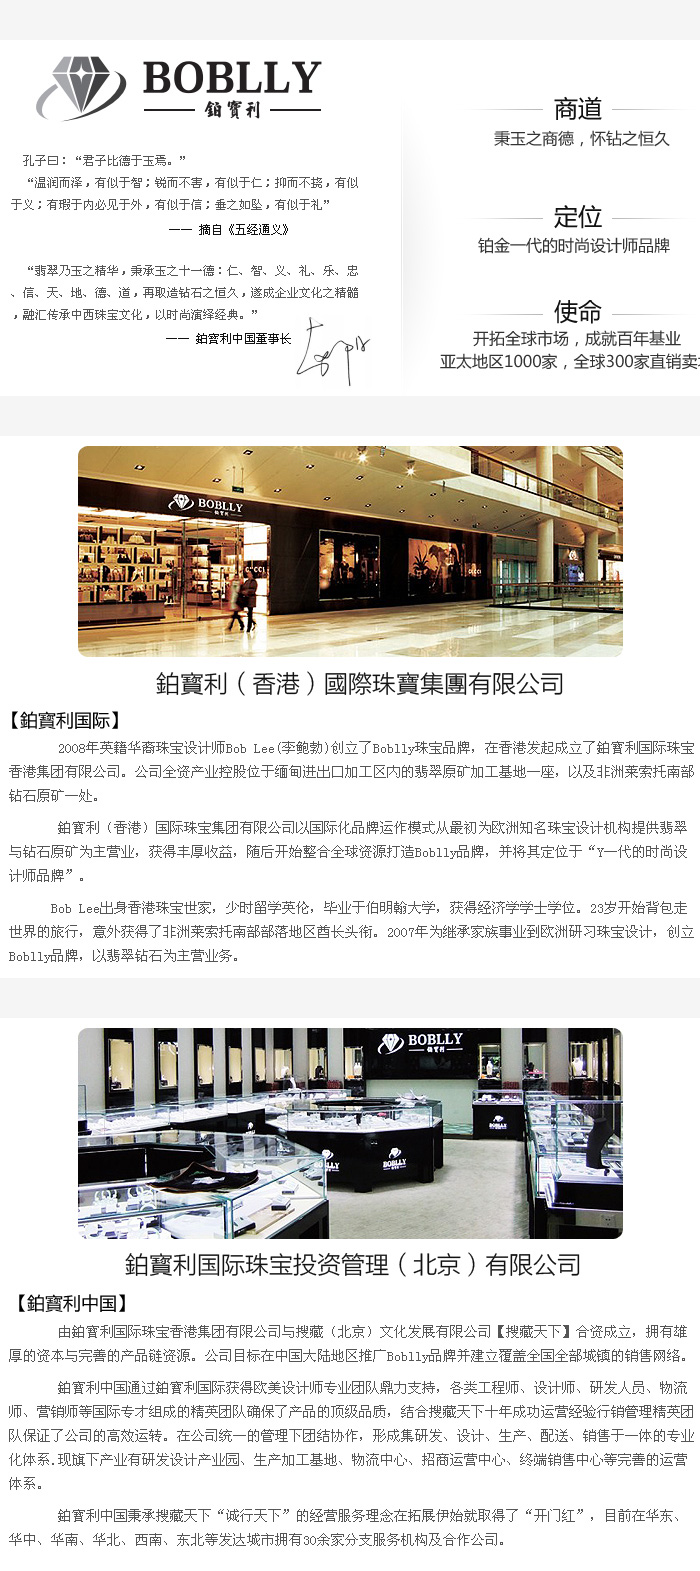 BOBLLY
鉑寳利
孔子曰：“君子比德于玉焉。”
“温润而泽，有似于智；锐而不害，有似于仁；抑而不挠，有似
于义；有瑕于内必见于外，有似于信；垂之如坠，有似于礼”
—— 摘自《五经通义》
“翡翠乃玉之精华，秉承玉之十一德：仁、智、义、礼、乐、忠
、信、天、地、德、道，再取造钻石之恒久，遂成企业文化之精髓
，融汇传承中西珠宝文化，以时尚演绎经典。”
—— 鉑寳利中国董事长
商道
秉玉之商德，怀钻之恒久
定位
铂金一代的时尚设计师品牌
使命
开拓全球市场，成就百年基业
亚太地区1000家，全球300家直销卖
BOBLLY
鉑寳利
GUCCI
GUCCI
鉑寳利（香港）國際珠寶集團有限公司
【鉑寳利国际】
2008年英籍华裔珠宝设计师Bob Lee(李鲍勃)创立了Boblly珠宝品牌，在香港发起成立了鉑寳利国际珠宝
香港集团有限公司。公司全资产业控股位于缅甸进出口加工区内的翡翠原矿加工基地一座，以及非洲莱索托南部
钻石原矿一处。
鉑寳利（香港）国际珠宝集团有限公司以国际化品牌运作模式从最初为欧洲知名珠宝设计机构提供翡翠
与钻石原矿为主营业，获得丰厚收益，随后开始整合全球资源打造Boblly品牌，并将其定位于“Y一代的时尚设
计师品牌”。
Bob Lee出身香港珠宝世家，少时留学英伦，毕业于伯明翰大学，获得经济学学士学位。23岁开始背包走
世界的旅行，意外获得了非洲莱索托南部部落地区酋长头衔。2007年为继承家族事业到欧洲研习珠宝设计，创立
Boblly品牌，以翡翠钻石为主营业务。
BOBLLY
鉑寳利
BOBLLY
BOBLLY
鉑寳利国际珠宝投资管理（北京）有限公司
【鉑寳利中国】
由鉑寳利国际珠宝香港集团有限公司与搜藏（北京）文化发展有限公司【搜藏天下】合资成立，拥有雄
厚的资本与完善的产品链资源。公司目标在中国大陆地区推广Boblly品牌并建立覆盖全国全部城镇的销售网络。
鉑寳利中国通过鉑寳利国际获得欧美设计师专业团队鼎力支持，各类工程师、设计师、研发人员、物流
师、营销师等国际专才组成的精英团队确保了产品的顶级品质，结合搜藏天下十年成功运营经验行销管理精英团
队保证了公司的高效运转。在公司统一的管理下团结协作，形成集研发、设计、生产、配送、销售于一体的专业
化体系.现旗下产业有研发设计产业园、生产加工基地、物流中心、招商运营中心、终端销售中心等完善的运营
体系。
鉑寳利中国秉承搜藏天下“诚行天下”的经营服务理念在拓展伊始就取得了“开门红”，目前在华东、
华中、华南、华北、西南、东北等发达城市拥有30余家分支服务机构及合作公司。